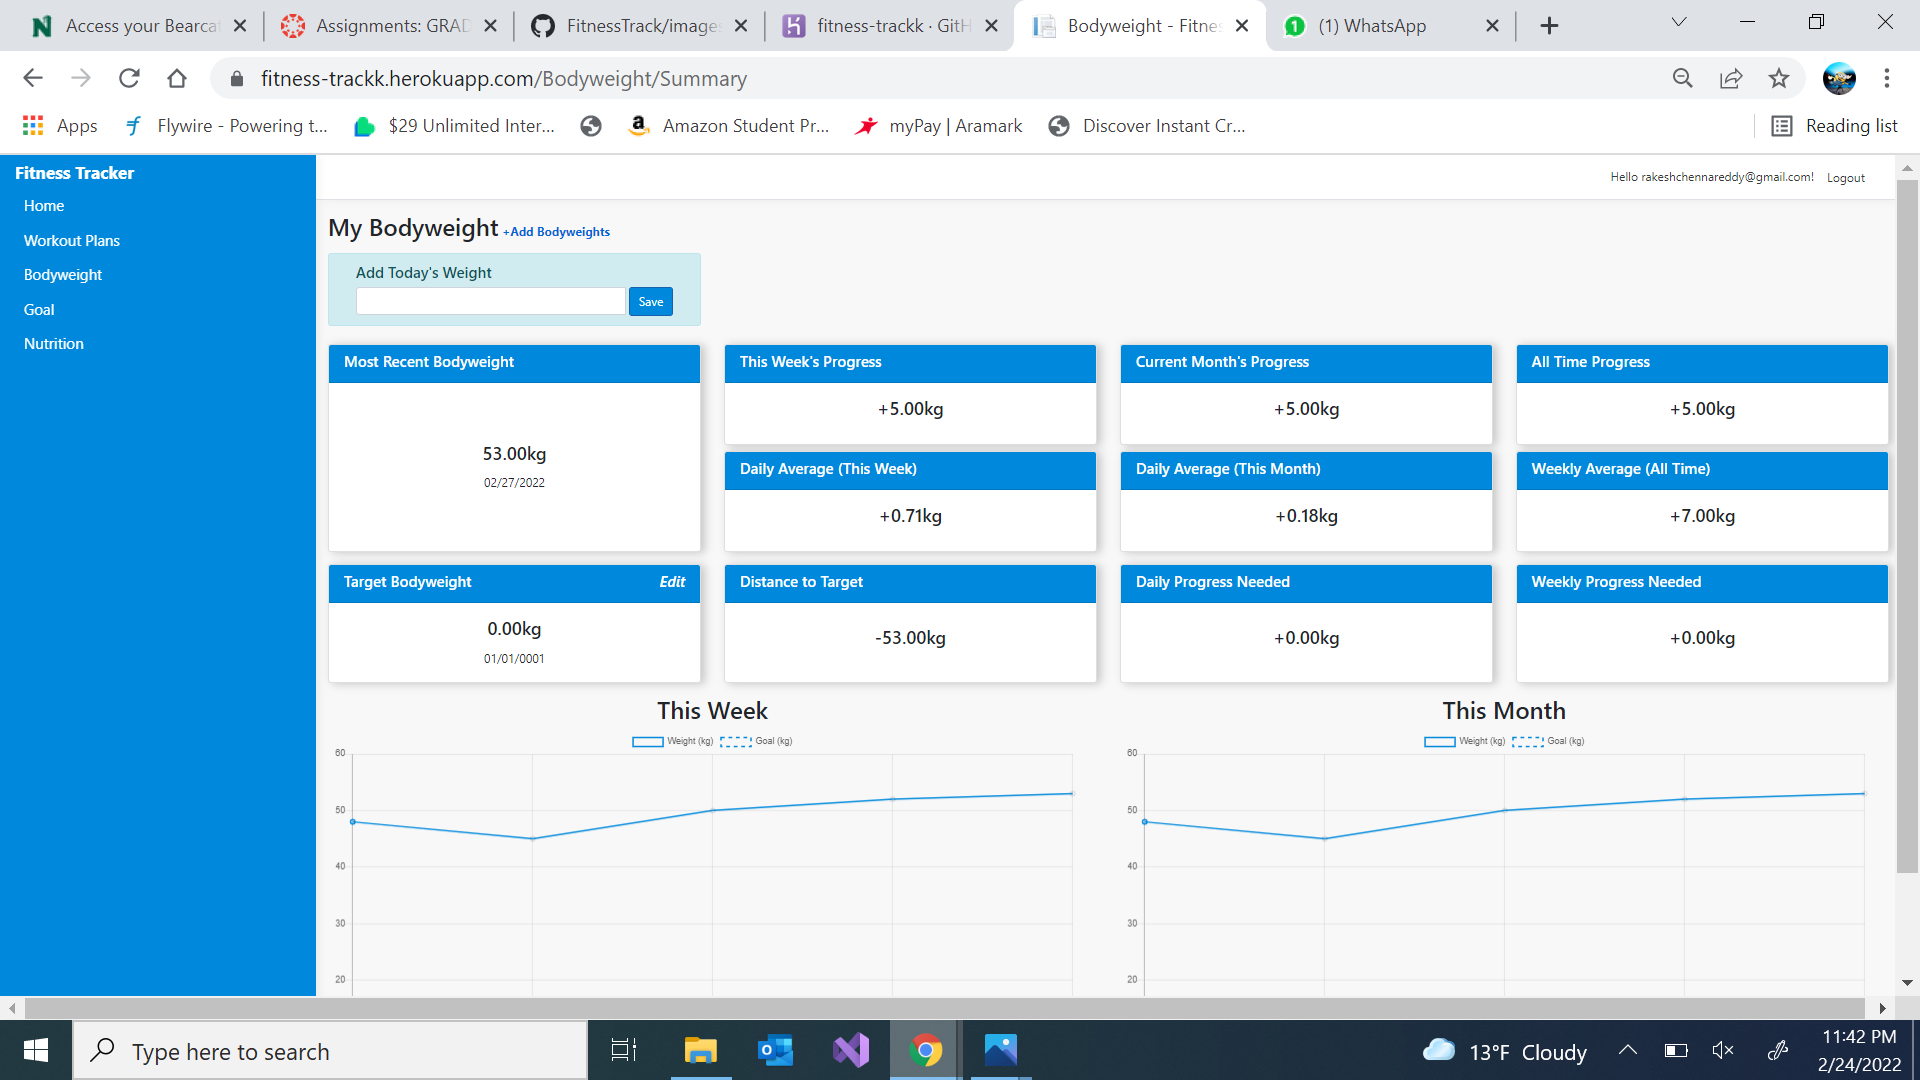 Access your Bearca
Assignments: GRAD
FitnessTrack/images
fitness-trackk · GitH
Bodyweight - Fitnes
(1) WhatsApp
fitness-trackk.herokuapp.com/Bodyweight/Summary
Apps
Flywire - Powering t...
$29 Unlimited Inter...
Amazon Student Pr...
myPay | Aramark
Discover Instant Cr...
Reading list
Fitness Tracker
Home
Workout Plans
Bodyweight
Goal
Nutrition
Hello rakeshchennareddy@gmail.com!
Logout
My Bodyweight +Add Bodyweights
Add Today's Weight
Save
Most Recent Bodyweight
53.00kg
02/27/2022
This Week's Progress
+5.00kg
Current Month's Progress
+5.00kg
All Time Progress
+5.00kg
Daily Average (This Week)
+0.71kg
Daily Average (This Month)
+0.18kg
Weekly Average (All Time)
+7.00kg
Target Bodyweight Edit
0.00kg
01/01/0001
Distance to Target
-53.00kg
Daily Progress Needed
+0.00kg
Weekly Progress Needed
+0.00kg
This Week
Weight (kg) Goal (kg)
60
50
40
30
20
This Month
Weight (kg) Goal (kg)
60
50
40
30
20
Type here to search
13°F Cloudy
11:42 PM
2/24/2022